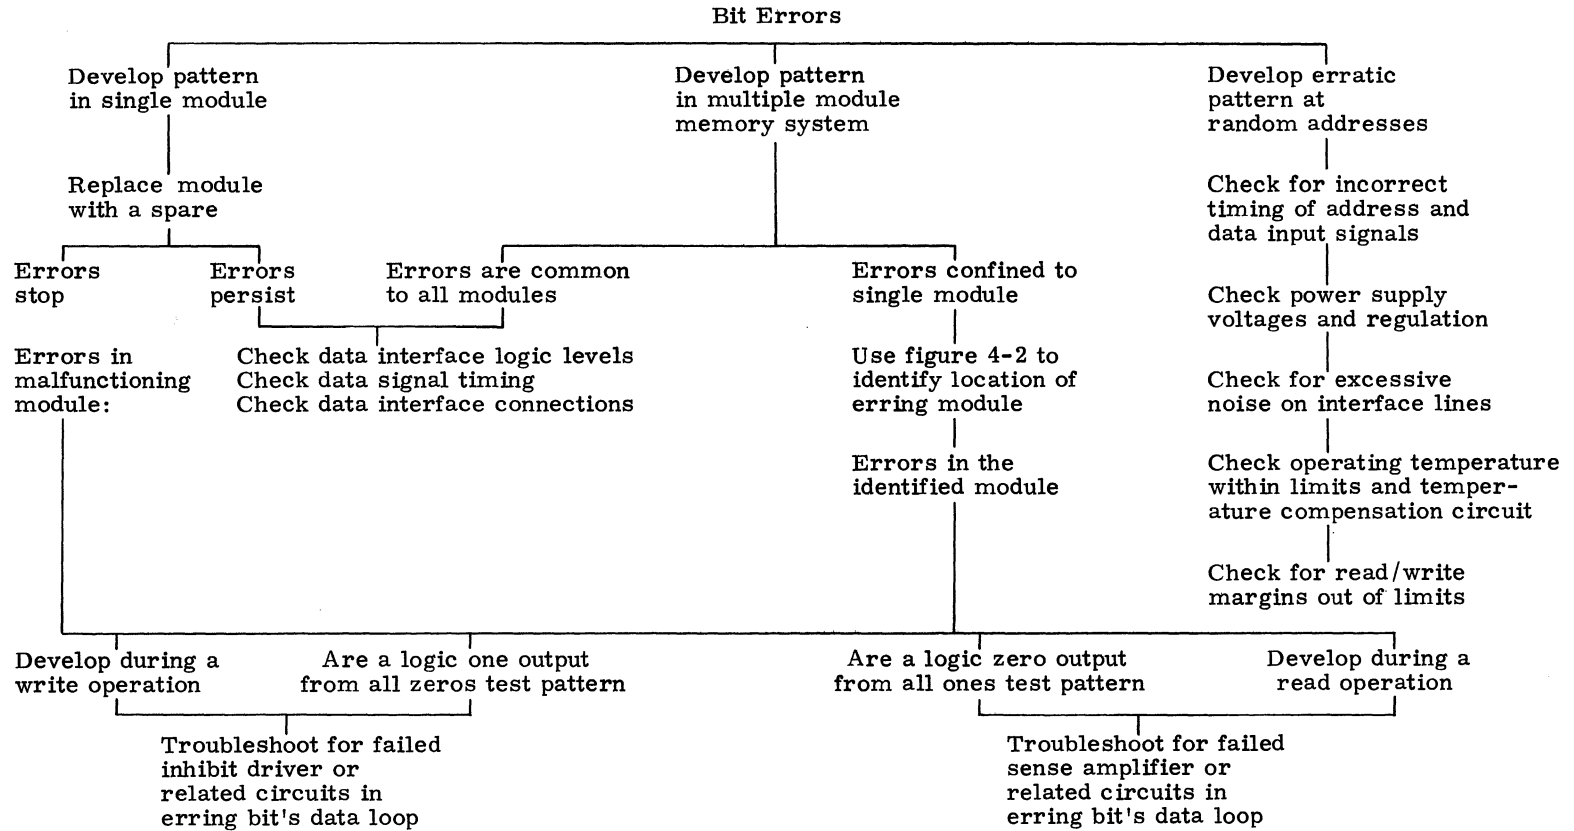 Bit Errors
Develop pattern
in single module
Develop pattern
in multiple module
memory system
Develop erratic
pattern at
random addresses
Replace module
with a spare
Check for incorrect
timing of address and
data input signals
Errors
stop
Errors
persist
Errors are common
to all modules
Errors confined to
single module
Check power supply
voltages and regulation
Errors in
malfunctioning
module:
Check data interface logic levels
Check data signal timing
Check data interface connections
Use figure 4-2 to
identify location of
erring module
Check for excessive
noise on interface lines
Errors in the
identified module
Check operating temperature
within limits and temper-
ature compensation circuit
Check for read/write
margins out of limits
Develop during a
write operation
Are a logic one output
from all zeros test pattern
Are a logic zero output
from all ones test pattern
Develop during a
read operation
Troubleshoot for failed
inhibit driver or
related circuits in
erring bit's data loop
Troubleshoot for failed
sense amplifier or
related circuits in
erring bit's data loop